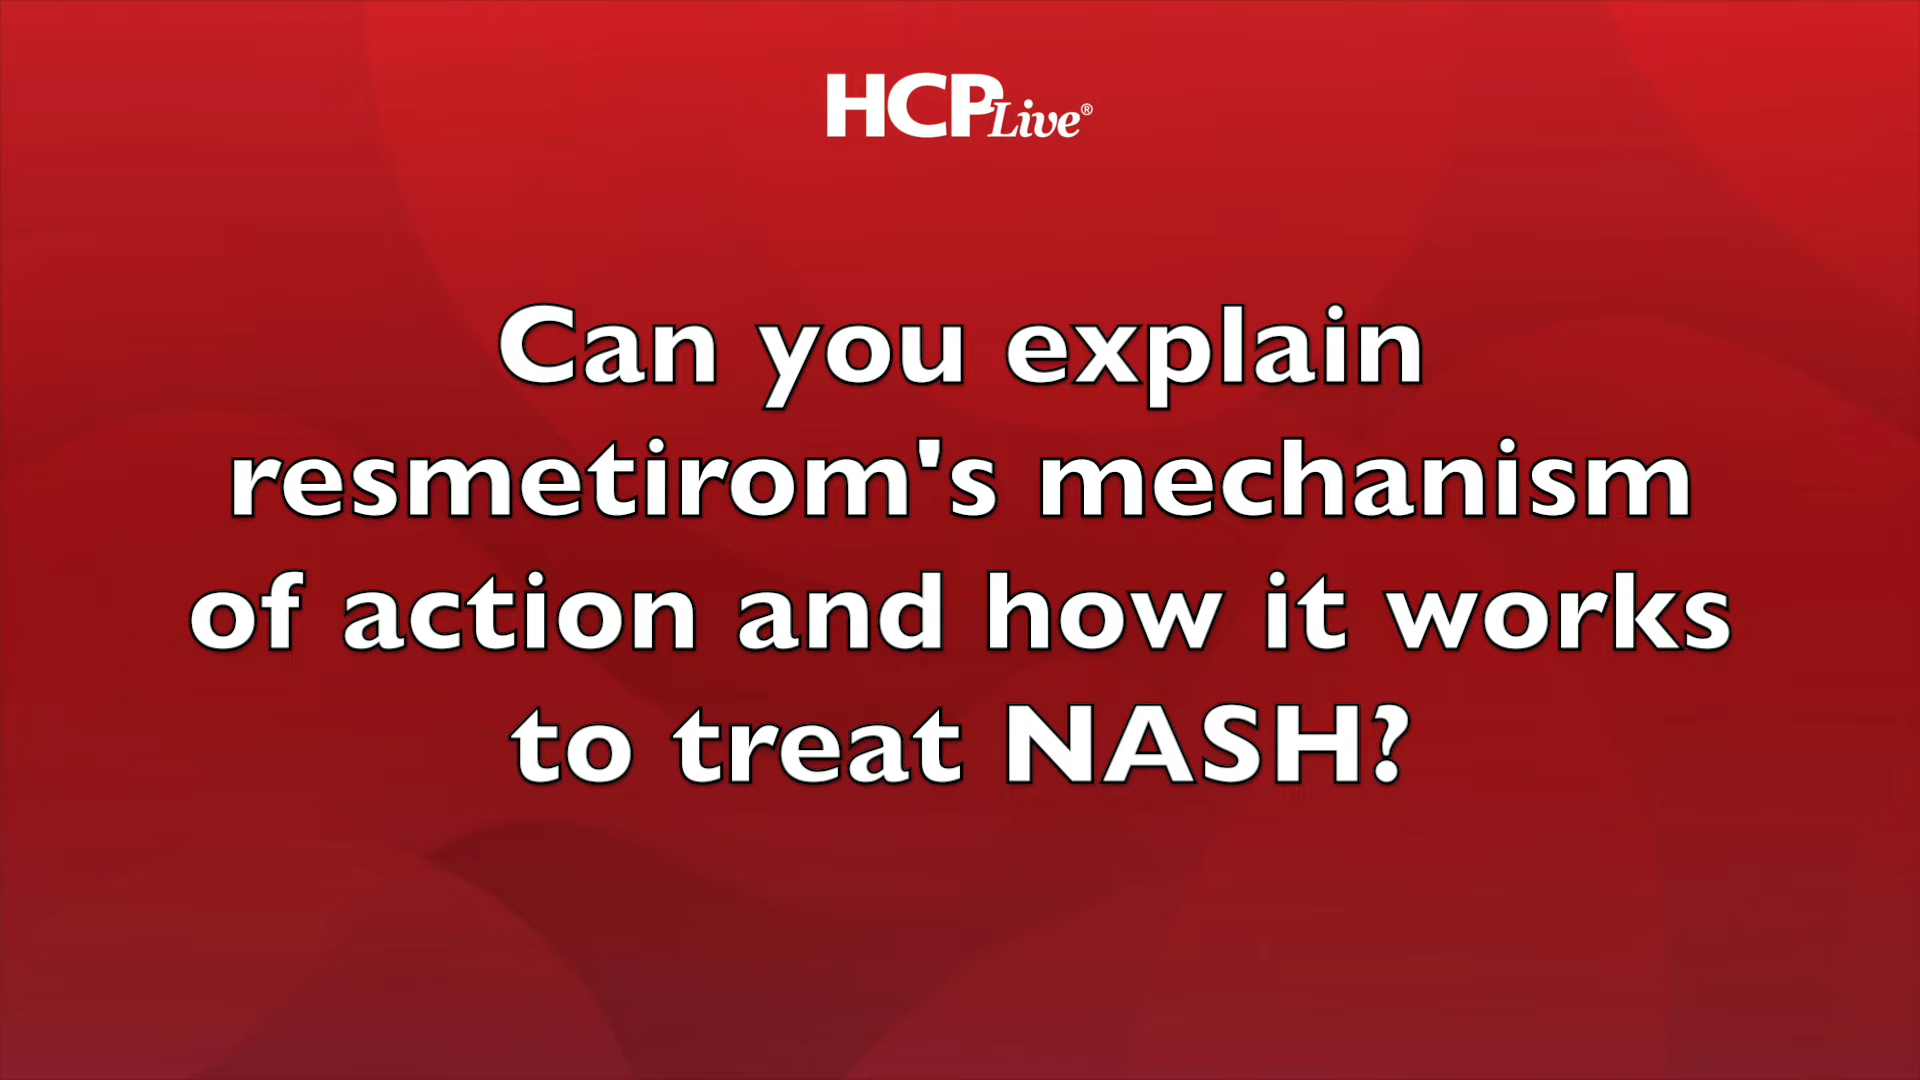 HCPLive®
Can you explain
resmetirom's mechanism
of action and how it works
to treat NASH?